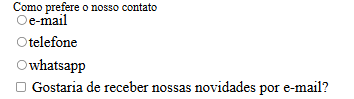 Como prefere o nosso contato
e-mail
telefone
whatsapp
Gostaria de receber nossas novidades por e-mail?